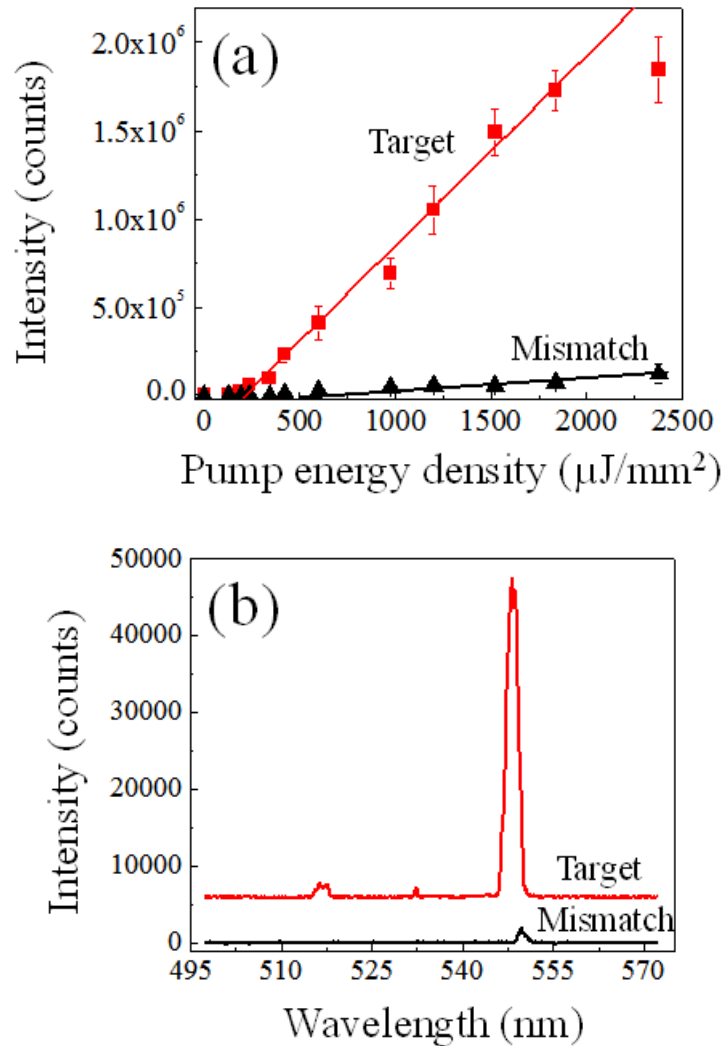 (a)
2.0x10⁶
1.5x10⁶
1.0x10⁶
5.0x10⁵
0.0
Intensity (counts)
Target
Mismatch
0 500 1000 1500 2000 2500
Pump energy density (μJ/mm²)
(b)
50000
40000
30000
20000
10000
0
Intensity (counts)
Target
Mismatch
495 510 525 540 555 570
Wavelength (nm)